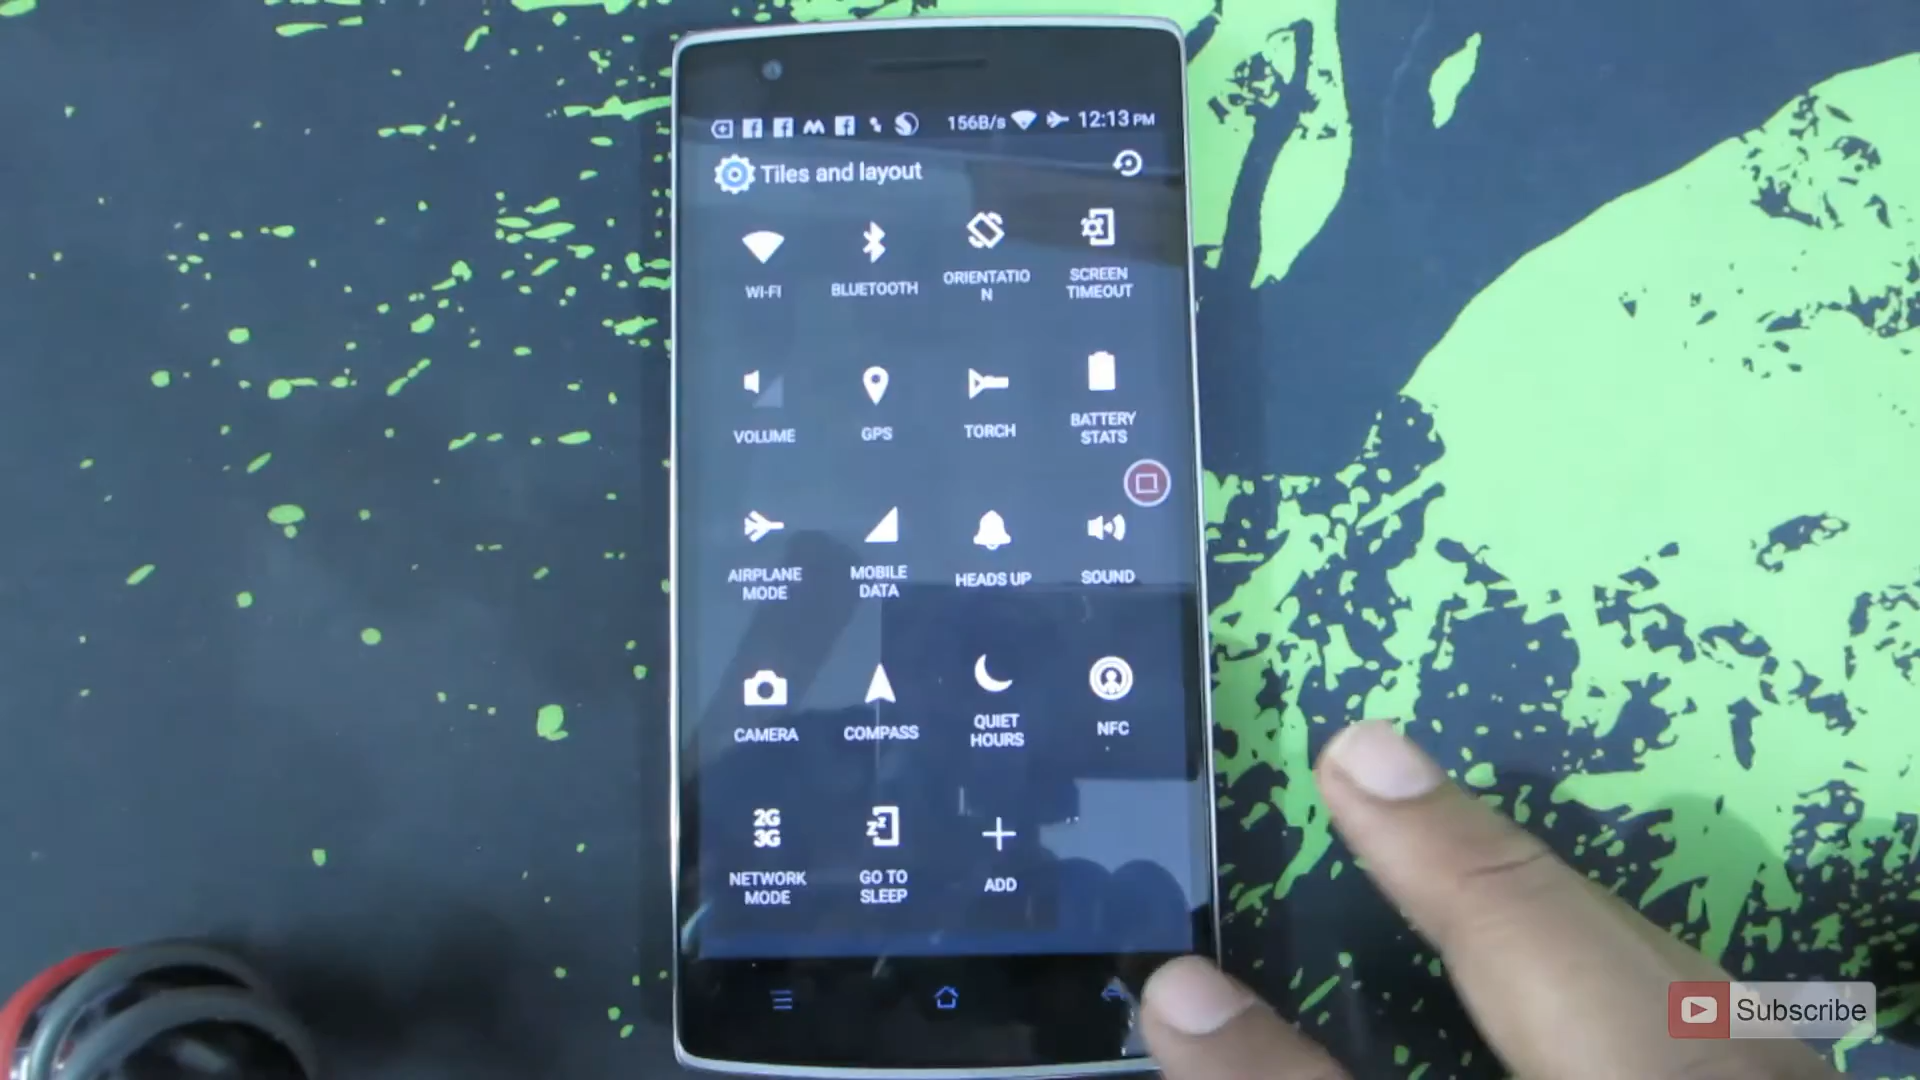 156B/s 12:13 PM
Tiles and layout
WI-FI BLUETOOTH ORIENTATIO
N SCREEN
TIMEOUT
VOLUME GPS TORCH BATTERY
STATS
AIRPLANE
MODE MOBILE
DATA HEADS UP SOUND
CAMERA COMPASS QUIET
HOURS NFC
2G
3G
NETWORK
MODE
zz
GO TO
SLEEP ADD
Subscribe